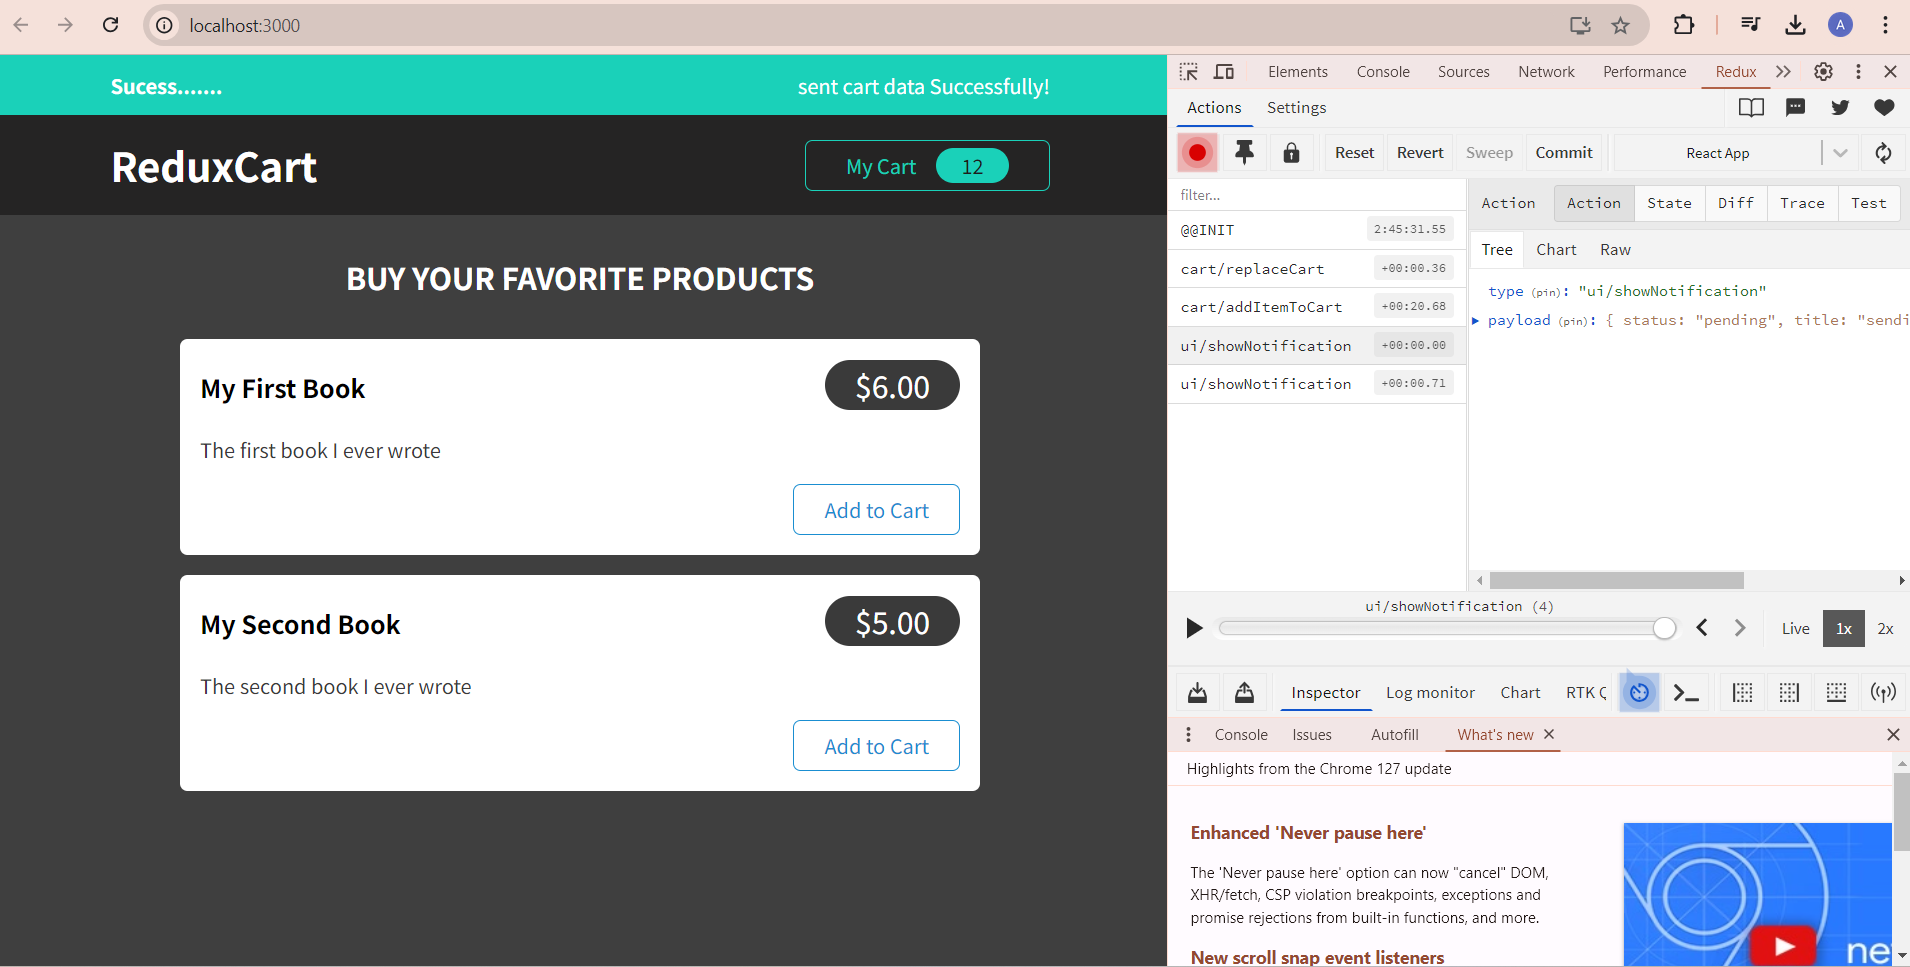 localhost:3000
A
Sucess.......
sent cart data Successfully!
ReduxCart
My Cart 12
BUY YOUR FAVORITE PRODUCTS
My First Book
$6.00
The first book I ever wrote
Add to Cart
My Second Book
$5.00
The second book I ever wrote
Add to Cart
Elements Console Sources Network Performance Redux
Actions Settings
Reset Revert Sweep Commit React App
filter...
@@INIT 2:45:31.55
cart/replaceCart +00:00.36
cart/addItemToCart +00:20.68
ui/showNotification +00:00.00
ui/showNotification +00:00.71
Action Action State Diff Trace Test
Tree Chart Raw
type (pin): "ui/showNotification"
payload (pin): { status: "pending", title: "sendi
ui/showNotification (4)
Live 1x 2x
Inspector Log monitor Chart RTK Q
Console Issues Autofill What's new
Highlights from the Chrome 127 update
Enhanced 'Never pause here'
The 'Never pause here' option can now "cancel" DOM,
XHR/fetch, CSP violation breakpoints, exceptions and
promise rejections from built-in functions, and more.
New scroll snap event listeners